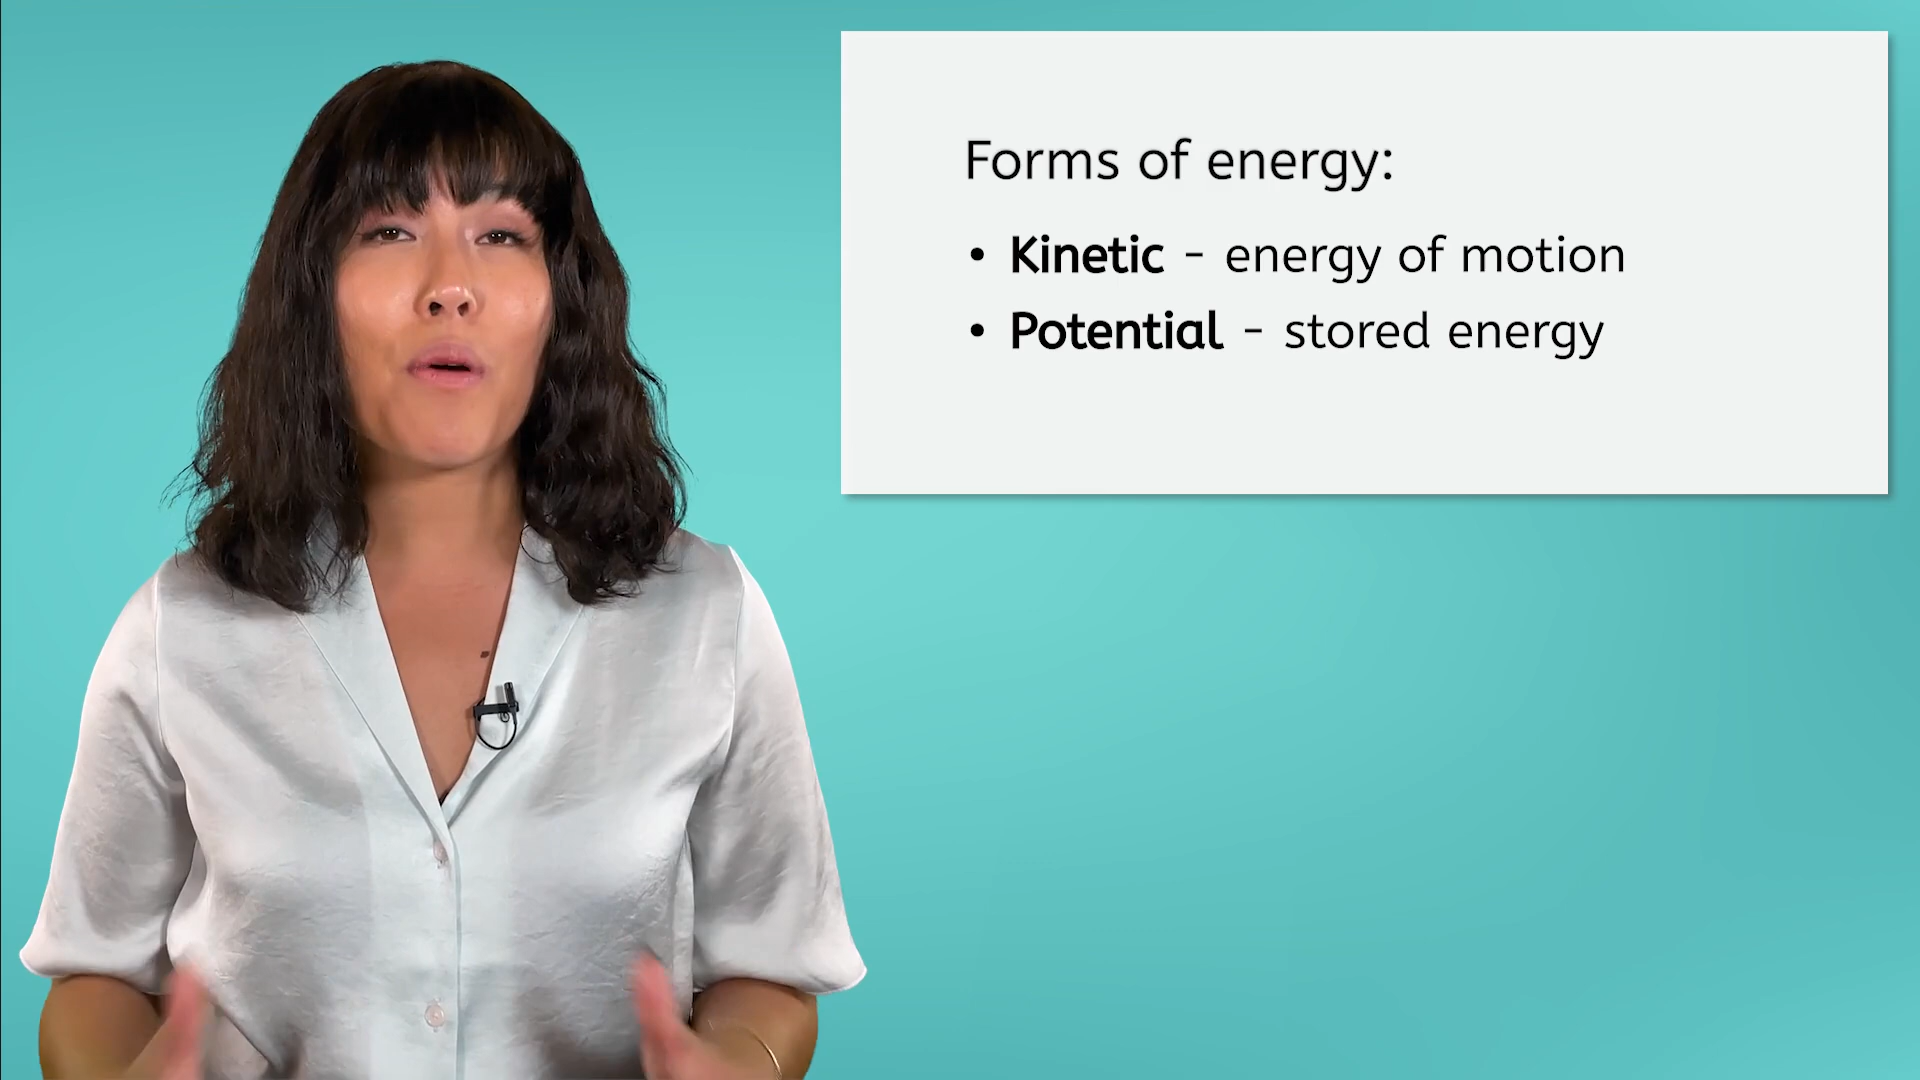 Forms of energy:
• Kinetic - energy of motion
• Potential - stored energy